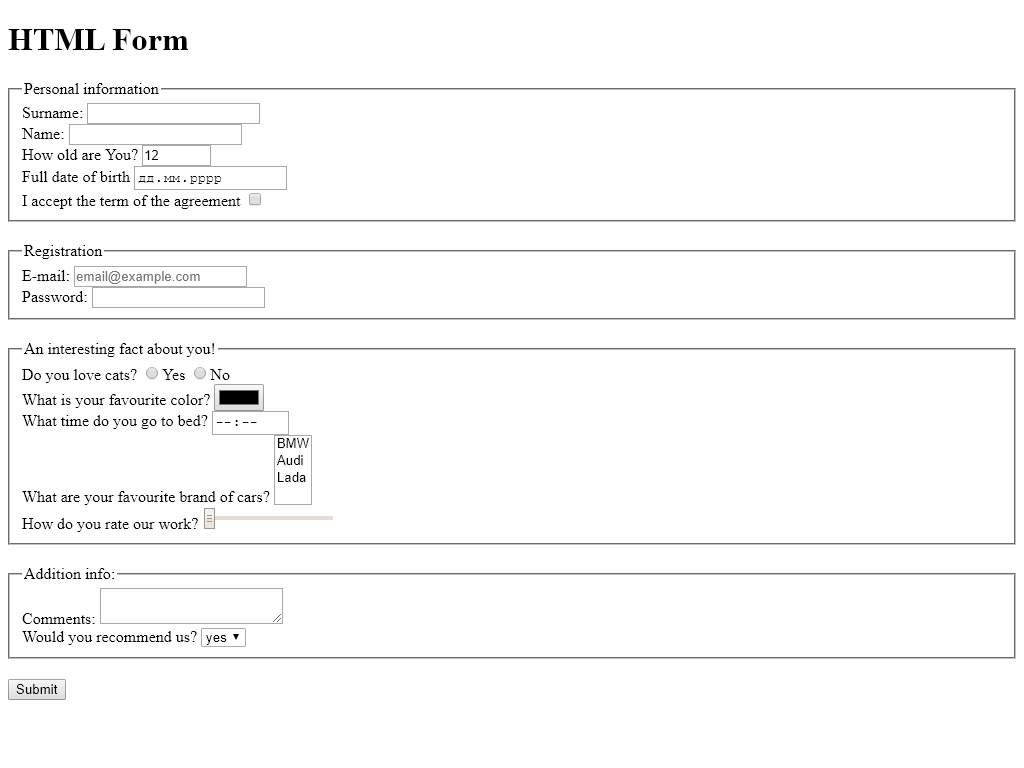 HTML Form
Personal information
Surname:
Name:
How old are You? 12
Full date of birth дд.мм.рррр
I accept the term of the agreement
Registration
E-mail: email@example.com
Password:
An interesting fact about you!
Do you love cats? Yes No
What is your favourite color?
What time do you go to bed? --:--
BMW
Audi
Lada
What are your favourite brand of cars?
How do you rate our work?
Addition info:
Comments:
Would you recommend us? yes
Submit